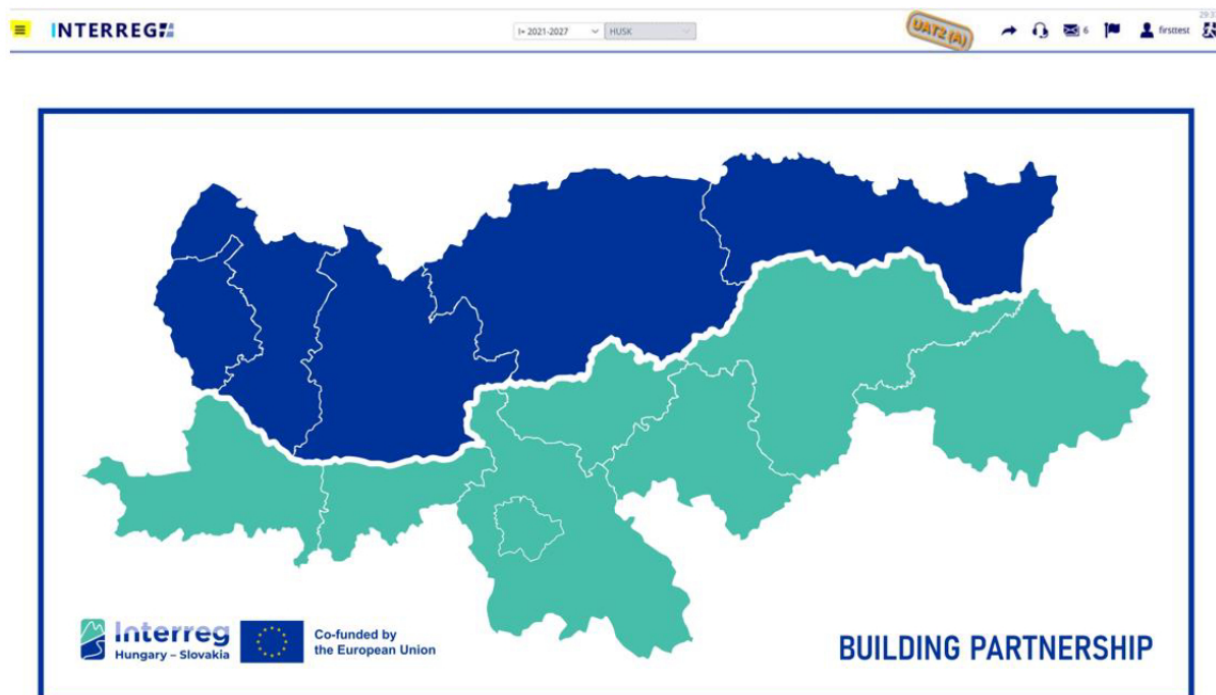 INTERREG
I+ 2021-2027
HUSK
UAT2 (A)
6
firsttest
Interreg
Hungary – Slovakia
Co-funded by
the European Union
BUILDING PARTNERSHIP